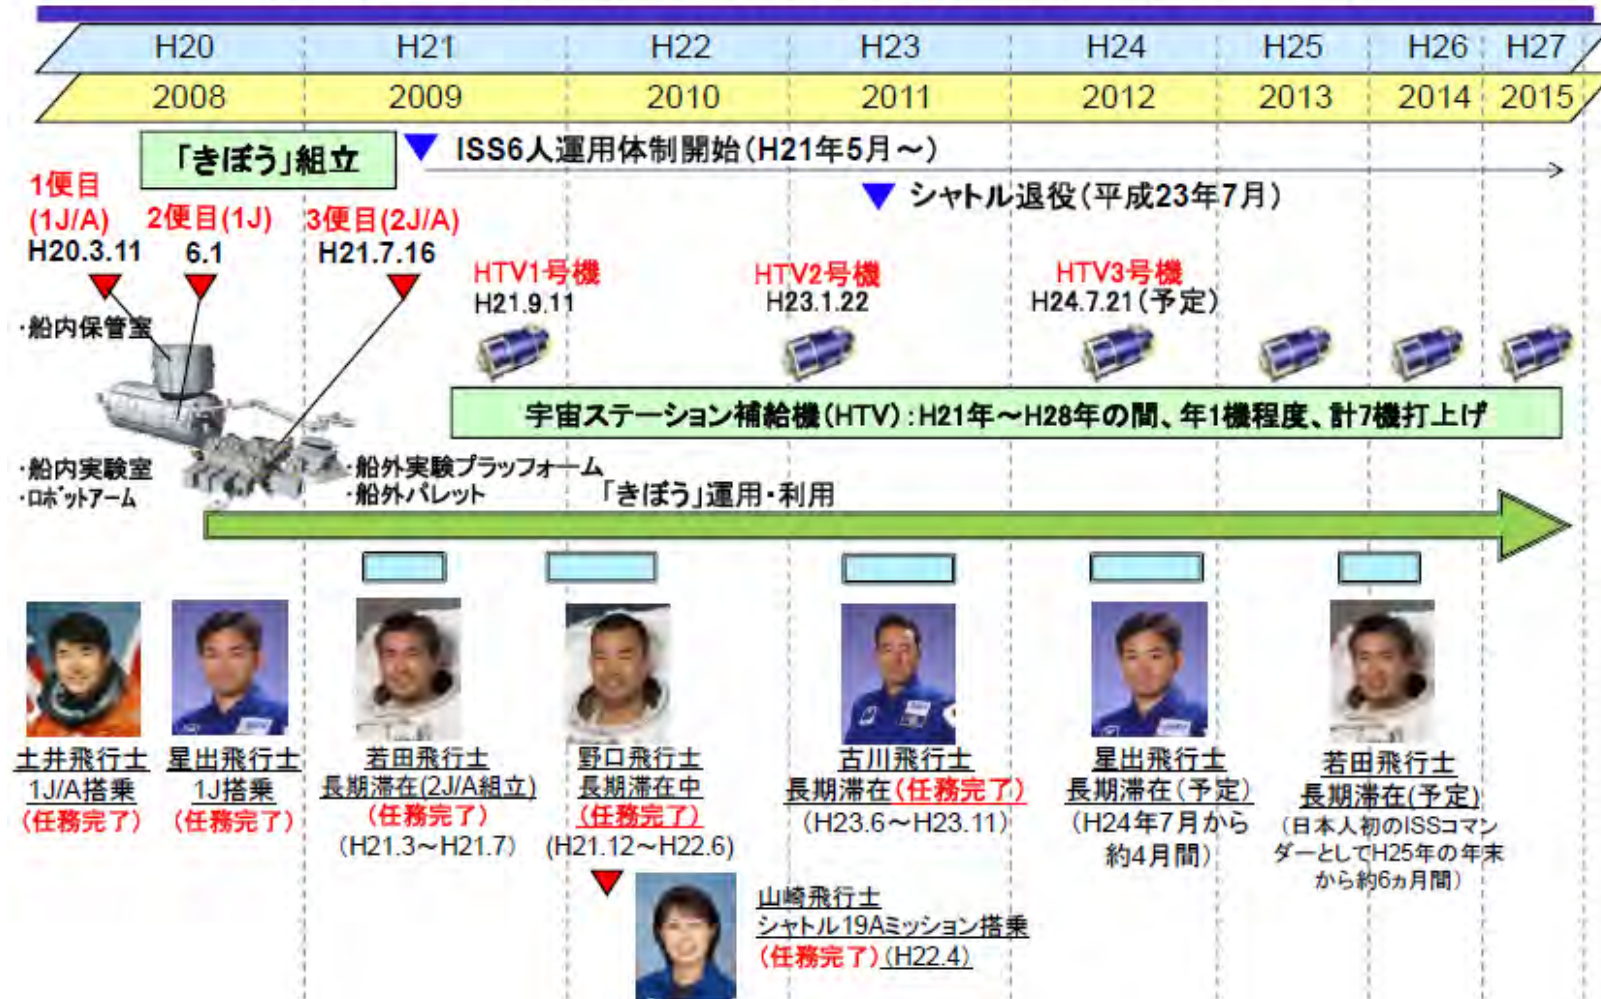 H20 H21 H22 H23 H24 H25 H26 H27
2008 2009 2010 2011 2012 2013 2014 2015
「きぼう」組立
ISS6人運用体制開始(H21年5月～)
シャトル退役(平成23年7月)
1便目
(1J/A)
H20.3.11
2便目(1J)
6.1
3便目(2J/A)
H21.7.16
HTV1号機
H21.9.11
HTV2号機
H23.1.22
HTV3号機
H24.7.21(予定)
・船内保管室
宇宙ステーション補給機(HTV):H21年～H28年の間、年1機程度、計7機打上げ
・船内実験室
・ロボットアーム
・船外実験プラッフォーム
・船外パレット
「きぼう」運用・利用
土井飛行士
1J/A搭乗
(任務完了)
星出飛行士
1J搭乗
(任務完了)
若田飛行士
長期滞在(2J/A組立)
(任務完了)
(H21.3～H21.7)
野口飛行士
長期滞在中
(任務完了)
(H21.12～H22.6)
古川飛行士
長期滞在(任務完了)
(H23.6～H23.11)
星出飛行士
長期滞在(予定)
(H24年7月から
約4月間)
若田飛行士
長期滞在(予定)
(日本人初のISSコマン
ダーとしてH25年の年末
から約6ヵ月間)
山崎飛行士
シャトル19Aミッション搭乗
(任務完了)(H22.4)